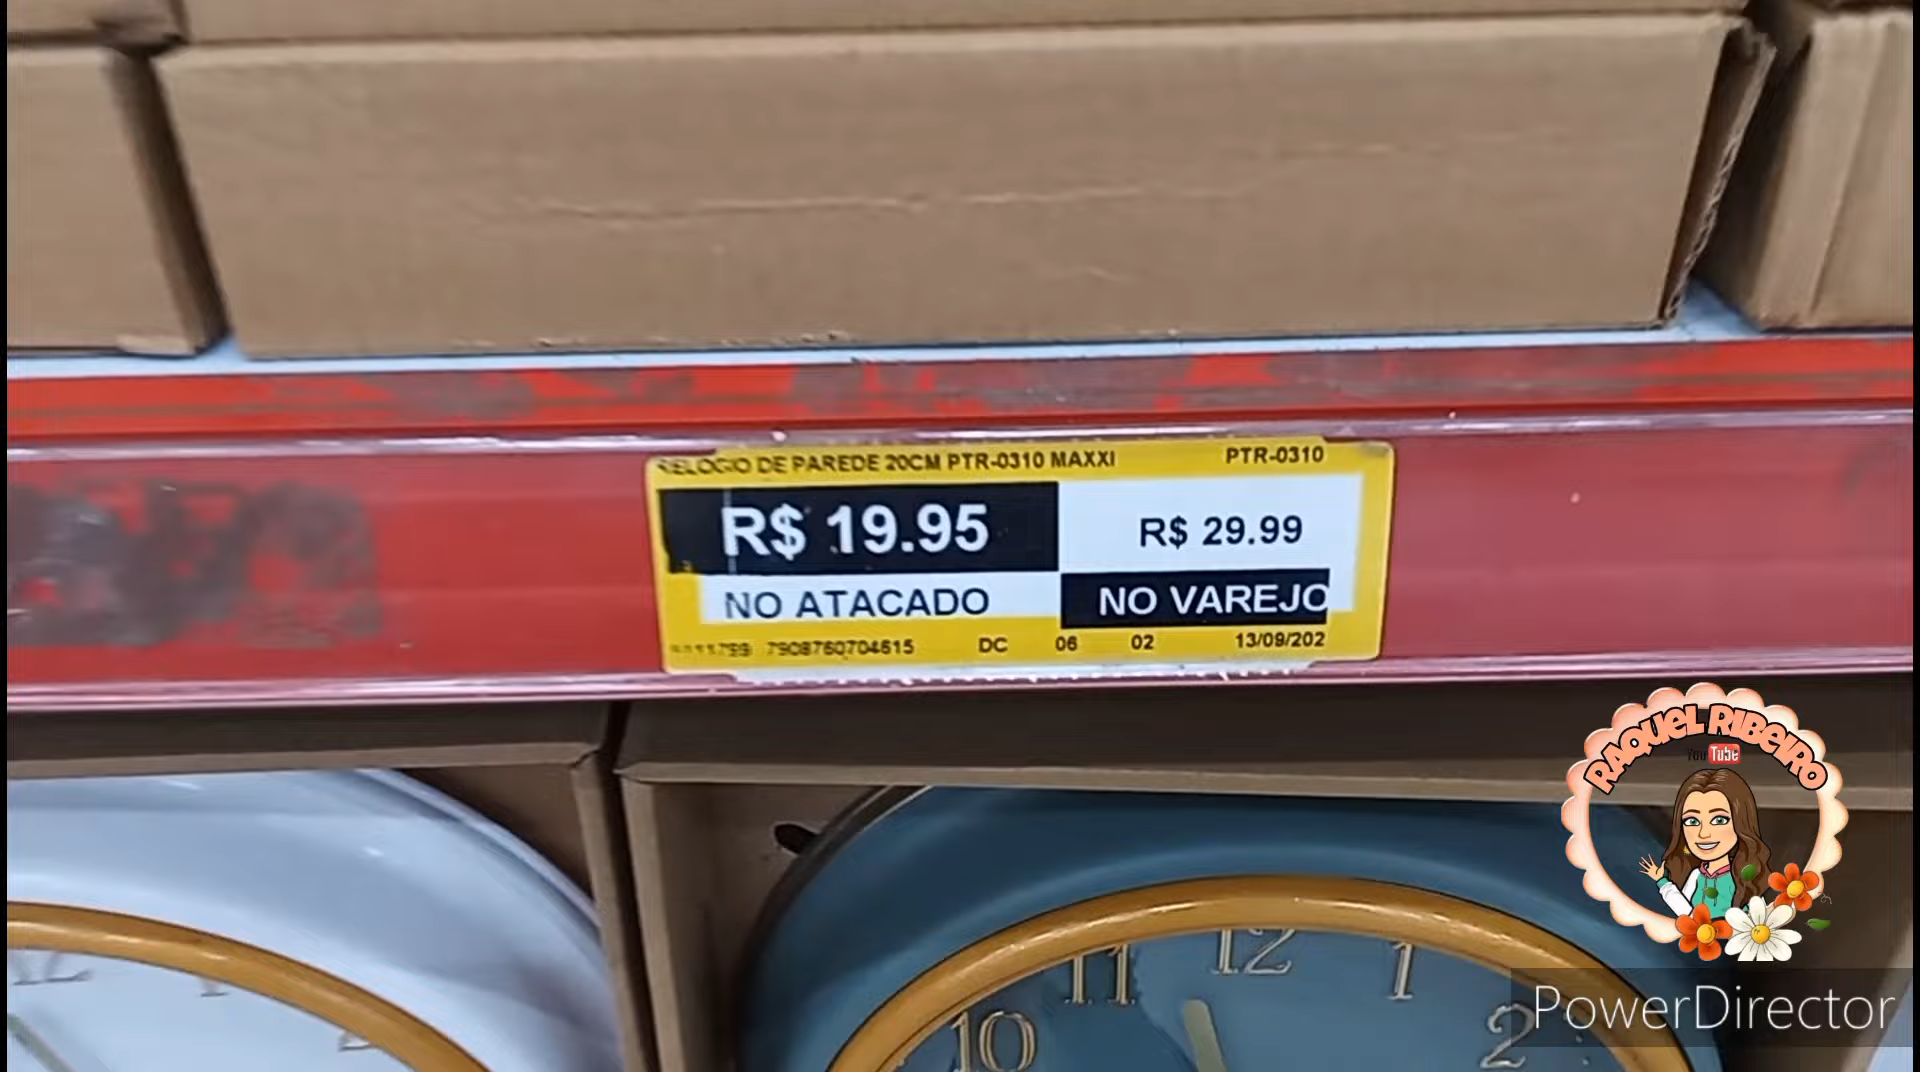 RELOGIO DE PAREDE 20CM PTR-0310 MAXXI PTR-0310
R$ 19.95 R$ 29.99
NO ATACADO NO VAREJO
7908760704615 DC 06 02 13/09/202
RAQUEL RIBEIRO
YouTube
11 12 1
10 2
PowerDirector